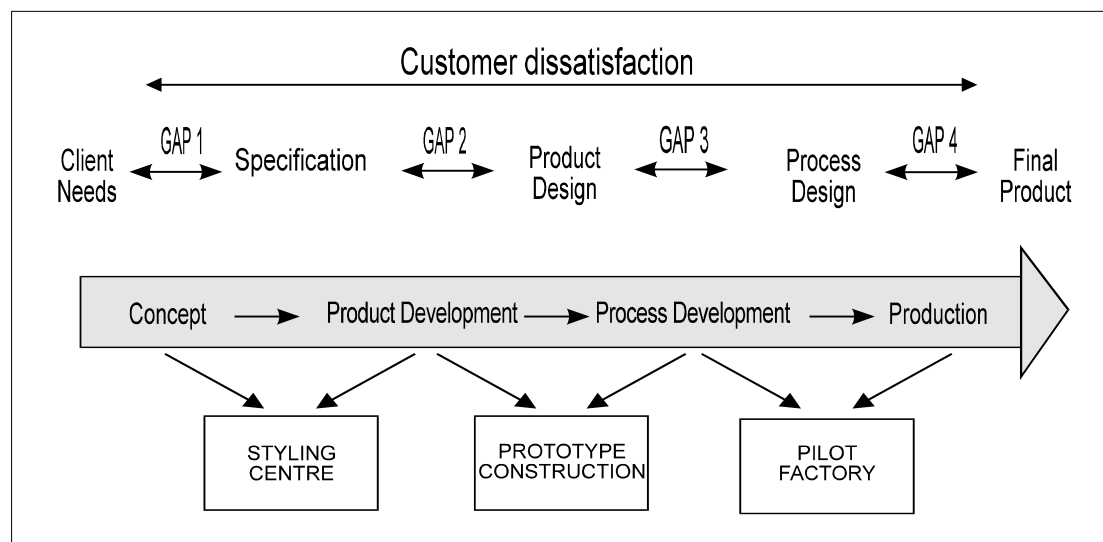 Customer dissatisfaction
GAP 1
GAP 2
GAP 3
GAP 4
Client
Needs
Specification
Product
Design
Process
Design
Final
Product
Concept
Product Development
Process Development
Production
STYLING
CENTRE
PROTOTYPE
CONSTRUCTION
PILOT
FACTORY